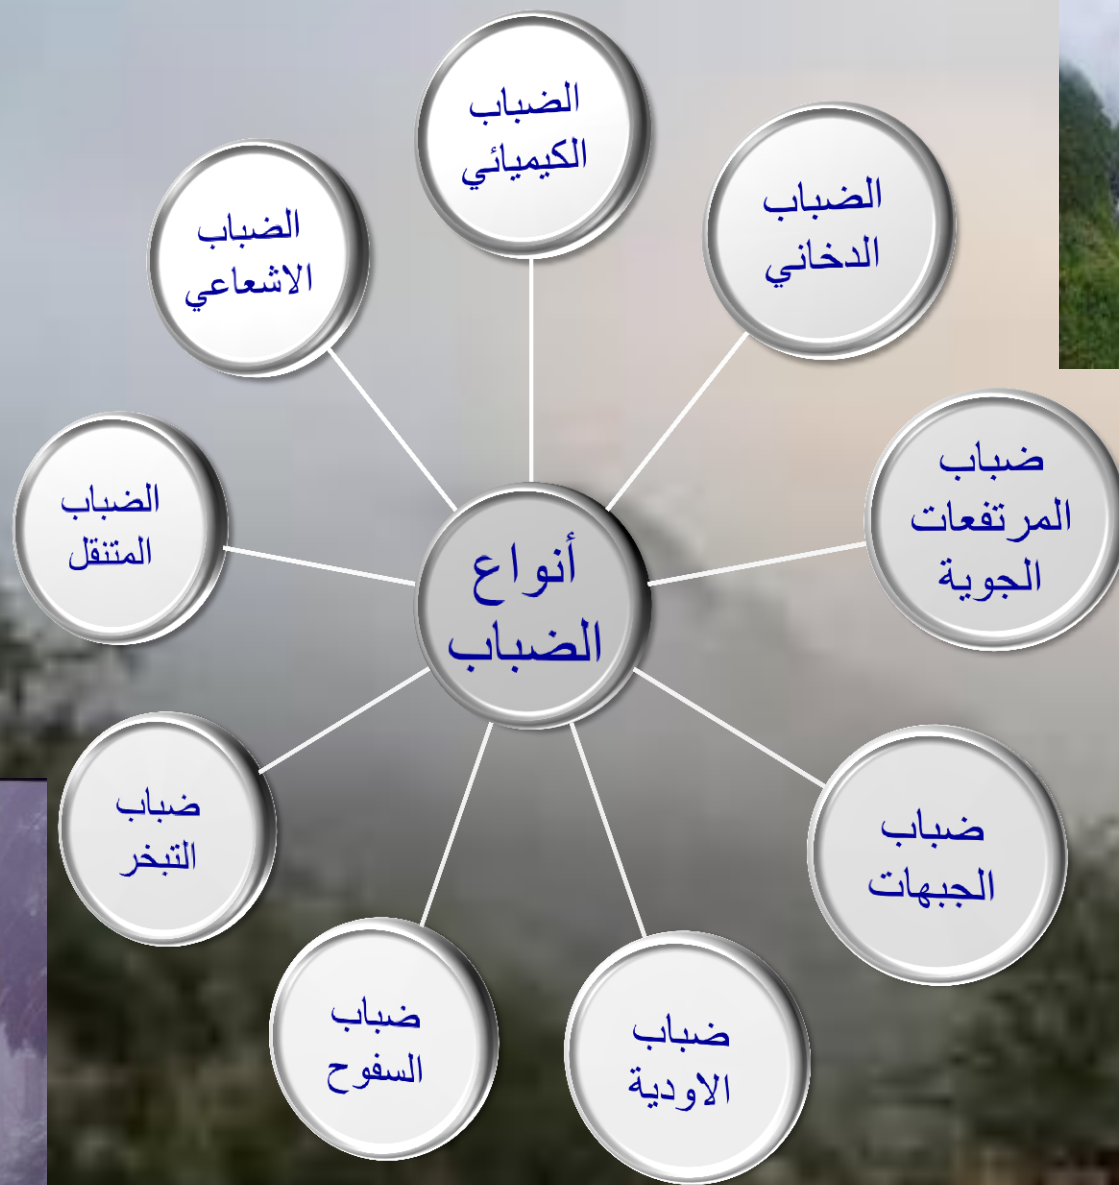 أنواع
الضباب
الضباب
الكيميائي
الضباب
الدخاني
ضباب
المرتفعات
الجوية
ضباب
الجبهات
ضباب
الاودية
ضباب
السفوح
ضباب
التبخر
الضباب
المتنقل
الضباب
الاشعاعي